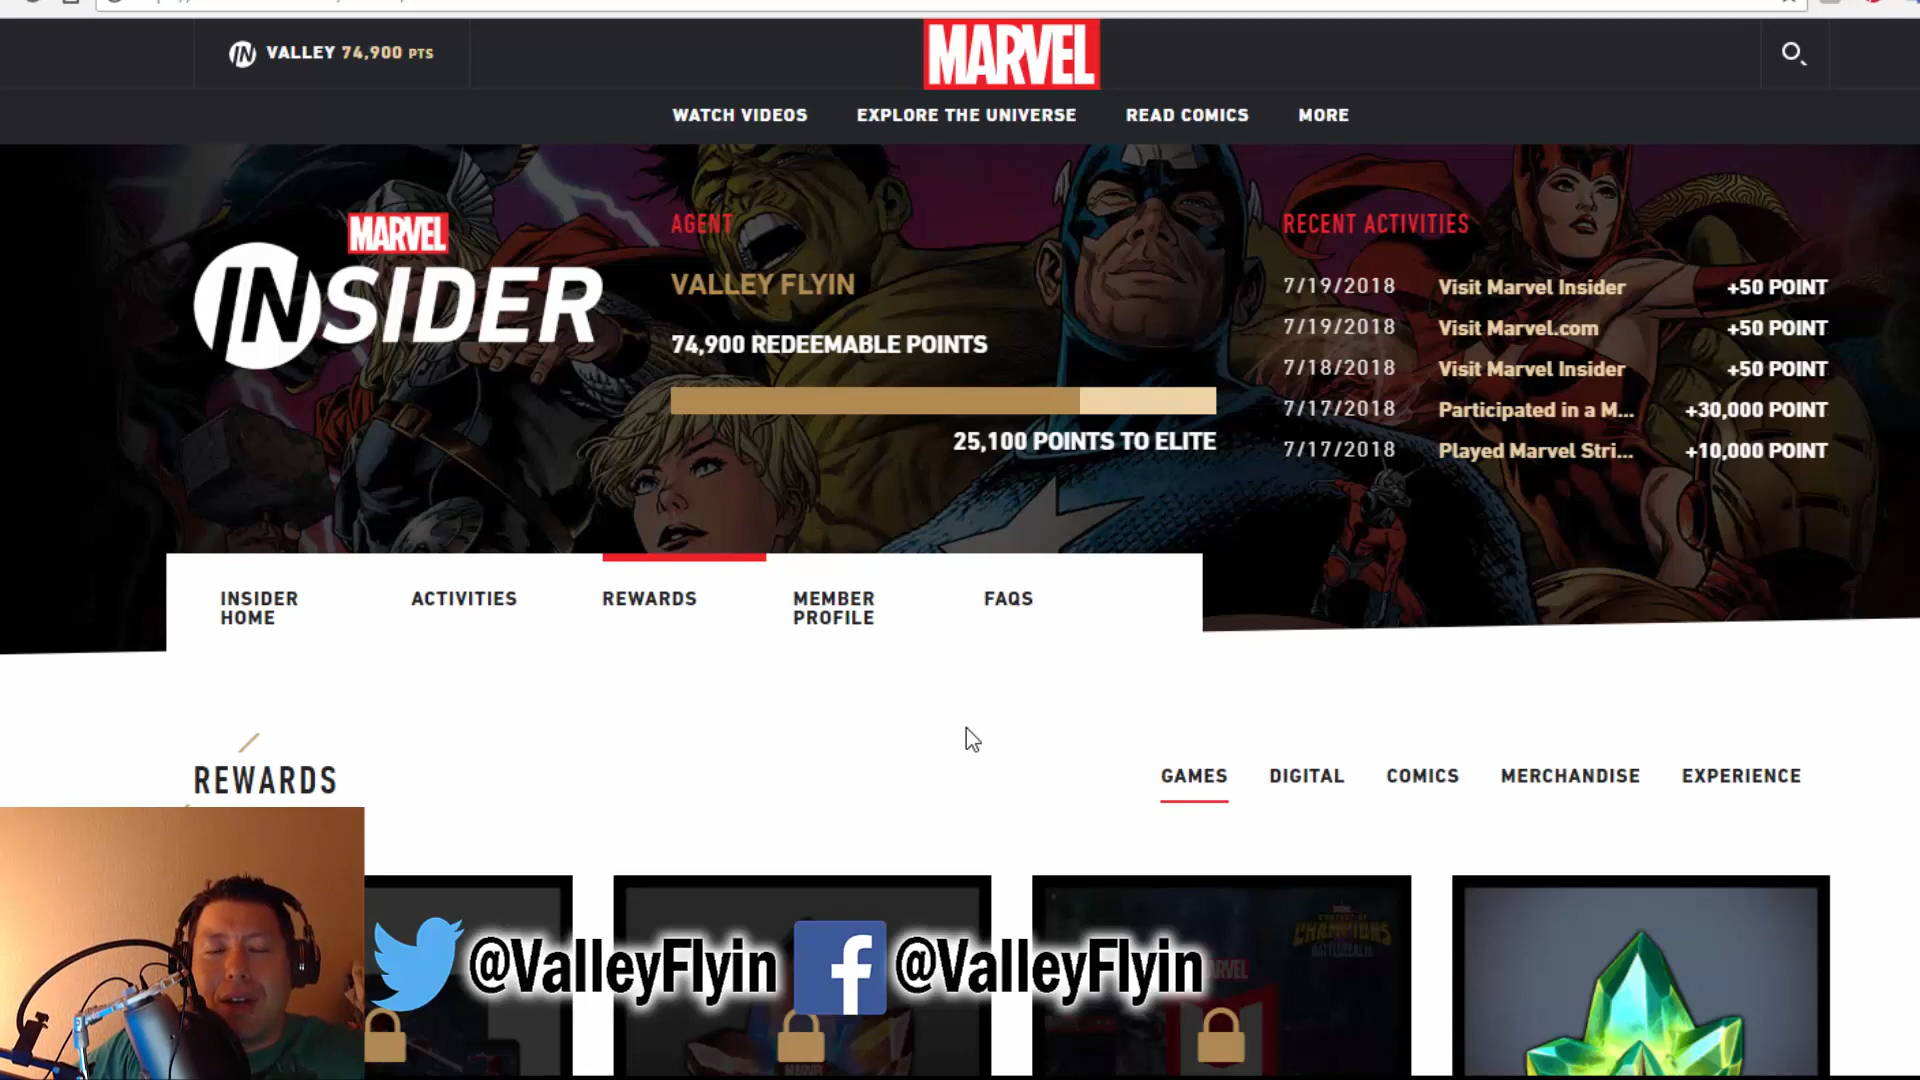 IN VALLEY 74,900 PTS
MARVEL
WATCH VIDEOS EXPLORE THE UNIVERSE READ COMICS MORE
MARVEL
INSIDER
AGENT
VALLEY FLYIN
74,900 REDEEMABLE POINTS
25,100 POINTS TO ELITE
RECENT ACTIVITIES
7/19/2018 Visit Marvel Insider +50 POINT
7/19/2018 Visit Marvel.com +50 POINT
7/18/2018 Visit Marvel Insider +50 POINT
7/17/2018 Participated in a M... +30,000 POINT
7/17/2018 Played Marvel Stri... +10,000 POINT
INSIDER HOME ACTIVITIES REWARDS MEMBER PROFILE FAQS
REWARDS
GAMES DIGITAL COMICS MERCHANDISE EXPERIENCE
CHAMPIONS
@ValleyFlyin f @ValleyFlyin
MARVEL